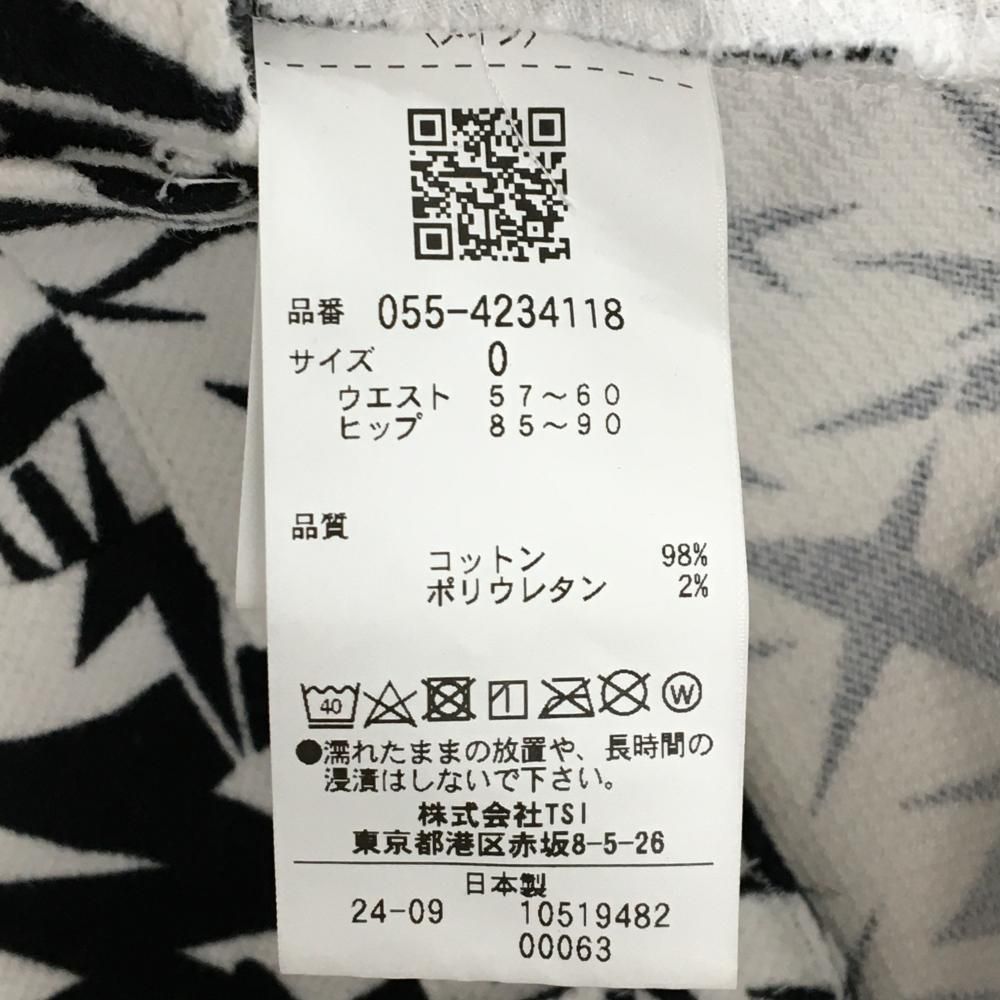 〈メイン〉
品番 055-4234118
サイズ 0
ウエスト 57～60
ヒップ 85～90
品質
コットン 98%
ポリウレタン 2%
40 W
●濡れたままの放置や、長時間の
浸漬はしないで下さい。
株式会社TSI
東京都港区赤坂8-5-26
日本製
24-09 10519482
00063